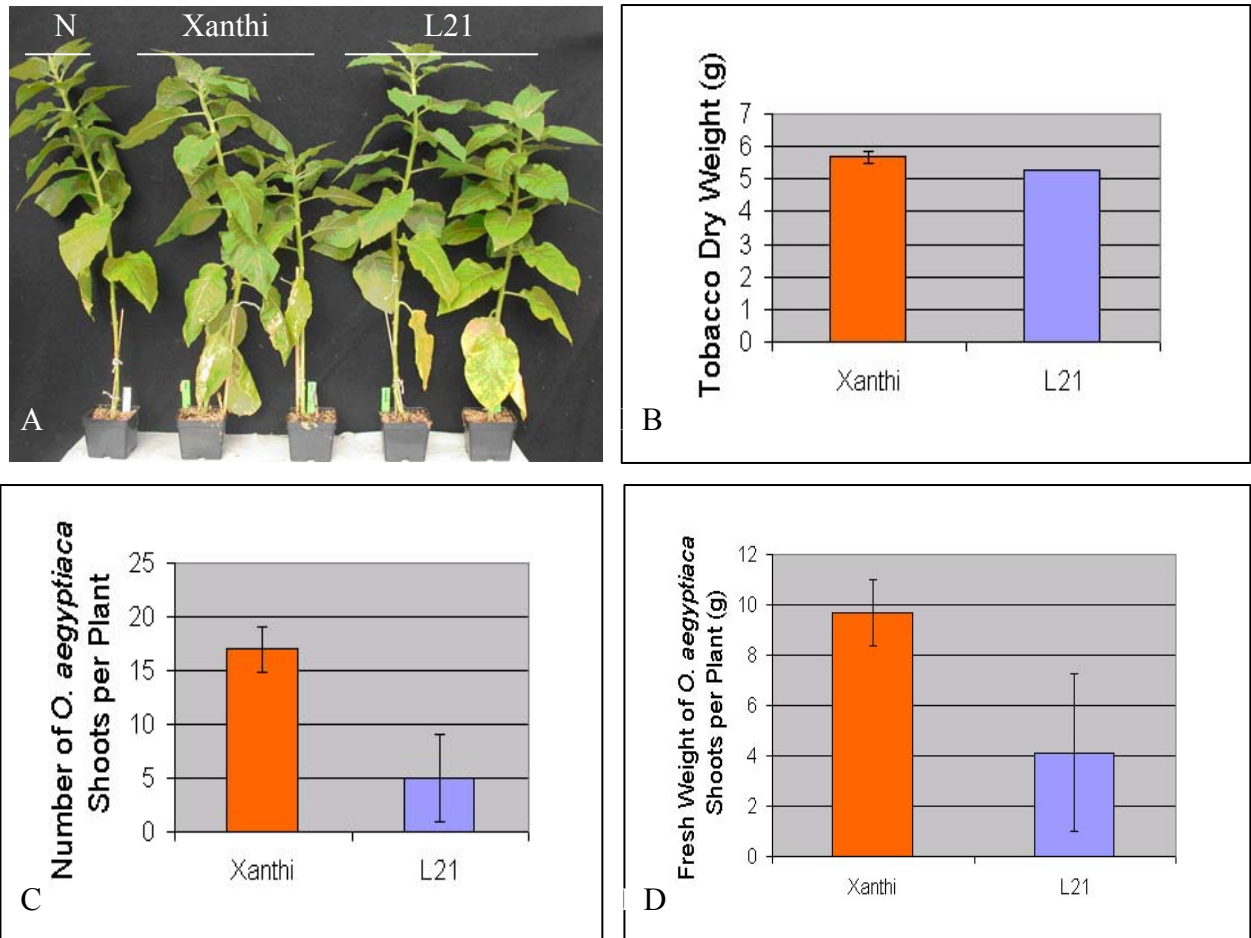 N Xanthi L21
A
Tobacco Dry Weight (g)
7
6
5
4
3
2
1
0
Xanthi L21
B
Number of O. aegyptiaca
Shoots per Plant
25
20
15
10
5
0
Xanthi L21
C
Fresh Weight of O. aegyptiaca
Shoots per Plant (g)
12
10
8
6
4
2
0
Xanthi L21
D